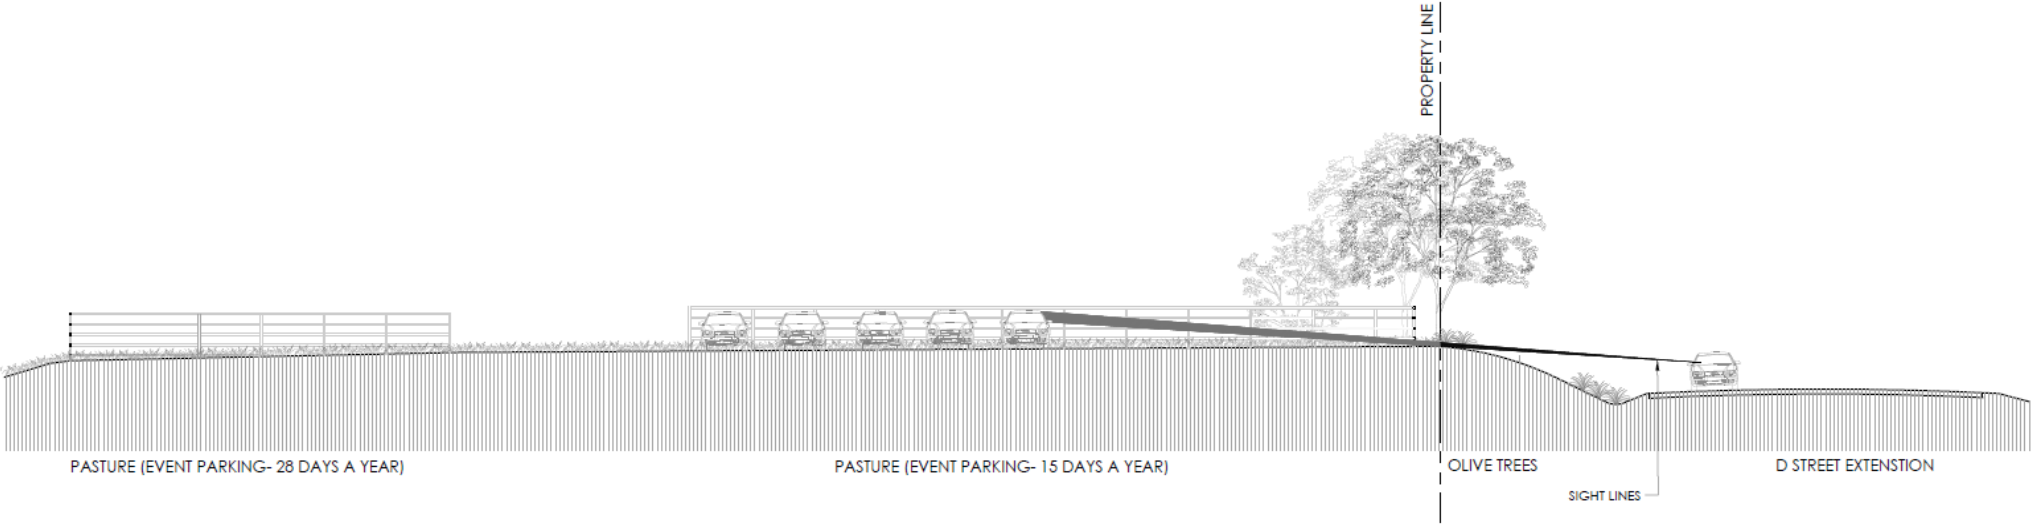 PROPERTY LINE
PASTURE (EVENT PARKING- 28 DAYS A YEAR)
PASTURE (EVENT PARKING- 15 DAYS A YEAR)
OLIVE TREES
D STREET EXTENSTION
SIGHT LINES